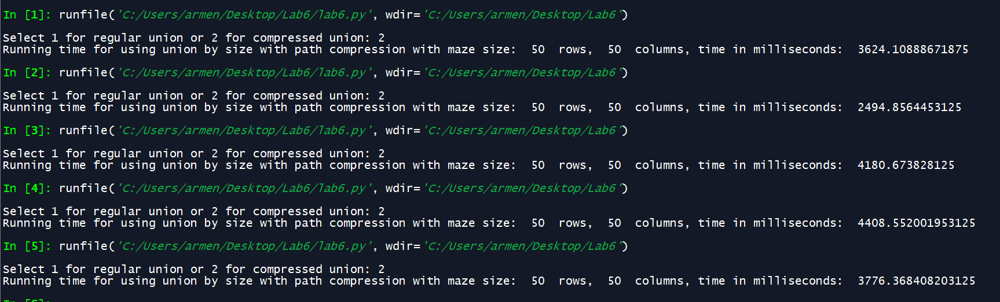 In [1]: runfile('C:/Users/armen/Desktop/Lab6/lab6.py', wdir='C:/Users/armen/Desktop/Lab6')
Select 1 for regular union or 2 for compressed union: 2
Running time for using union by size with path compression with maze size:  50  rows,  50  columns, time in milliseconds:  3624.10888671875
In [2]: runfile('C:/Users/armen/Desktop/Lab6/lab6.py', wdir='C:/Users/armen/Desktop/Lab6')
Select 1 for regular union or 2 for compressed union: 2
Running time for using union by size with path compression with maze size:  50  rows,  50  columns, time in milliseconds:  2494.8564453125
In [3]: runfile('C:/Users/armen/Desktop/Lab6/lab6.py', wdir='C:/Users/armen/Desktop/Lab6')
Select 1 for regular union or 2 for compressed union: 2
Running time for using union by size with path compression with maze size:  50  rows,  50  columns, time in milliseconds:  4180.673828125
In [4]: runfile('C:/Users/armen/Desktop/Lab6/lab6.py', wdir='C:/Users/armen/Desktop/Lab6')
Select 1 for regular union or 2 for compressed union: 2
Running time for using union by size with path compression with maze size:  50  rows,  50  columns, time in milliseconds:  4408.552001953125
In [5]: runfile('C:/Users/armen/Desktop/Lab6/lab6.py', wdir='C:/Users/armen/Desktop/Lab6')
Select 1 for regular union or 2 for compressed union: 2
Running time for using union by size with path compression with maze size:  50  rows,  50  columns, time in milliseconds:  3776.368408203125